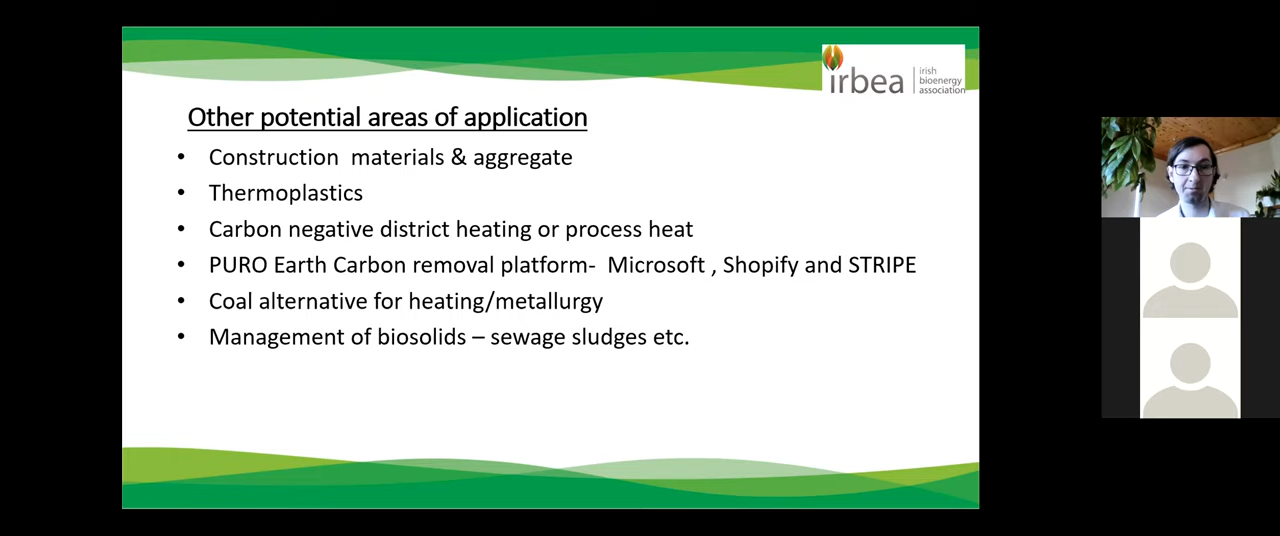 irbea
irish
bioenergy
association
Other potential areas of application
• Construction materials & aggregate
• Thermoplastics
• Carbon negative district heating or process heat
• PURO Earth Carbon removal platform- Microsoft , Shopify and STRIPE
• Coal alternative for heating/metallurgy
• Management of biosolids – sewage sludges etc.